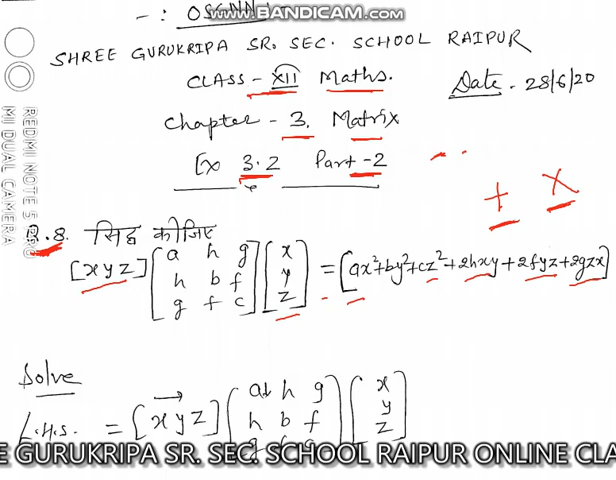 -: OSGNN :-
WWW.BANDICAM.COM
SHREE GURUKRIPA SR. SEC. SCHOOL RAIPUR
CLASS - XII Maths.
Date - 28/6/20
Chapter - 3. Matrix
Ex 3.2 Part-2
+ x
Q.8. सिद्ध कीजिए
[x y z] [a h g
h b f
g f c] [x
y
z] = [ax²+by²+cz²+2hxy+2fyz+2gzx]
Solve
L.H.S. = [x y z] [a h g
h b f
g f c] [x
y
z]
E GURUKRIPA SR. SEC. SCHOOL RAIPUR ONLINE CLA
REDMI NOTE 5 PRO
MI DUAL CAMERA